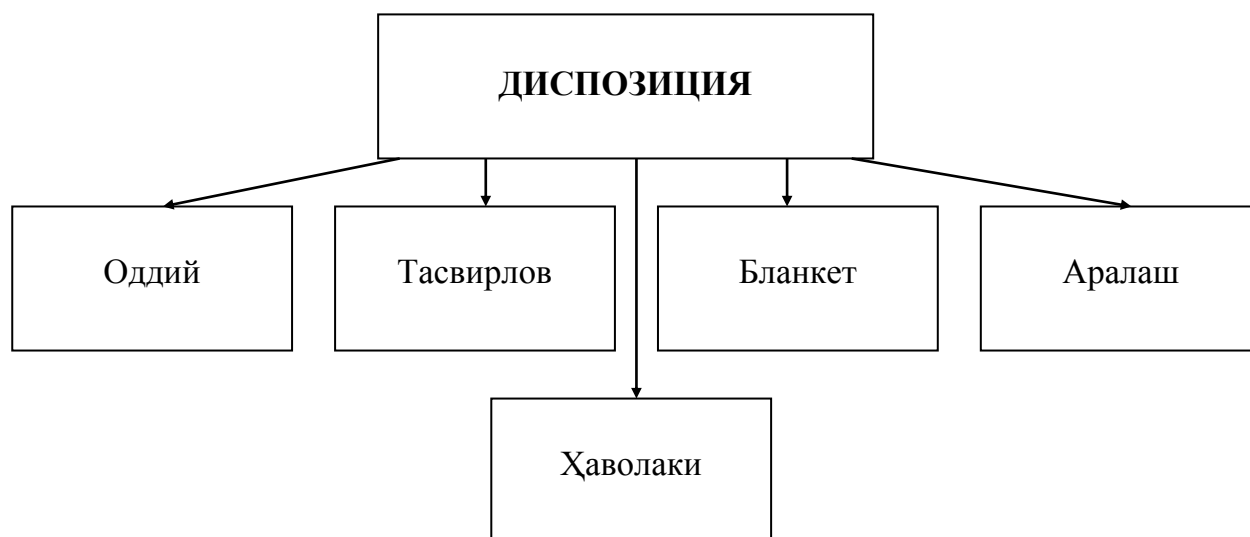 ДИСПОЗИЦИЯ
Оддий
Тасвирлов
Бланкет
Аралаш
Ҳаволаки